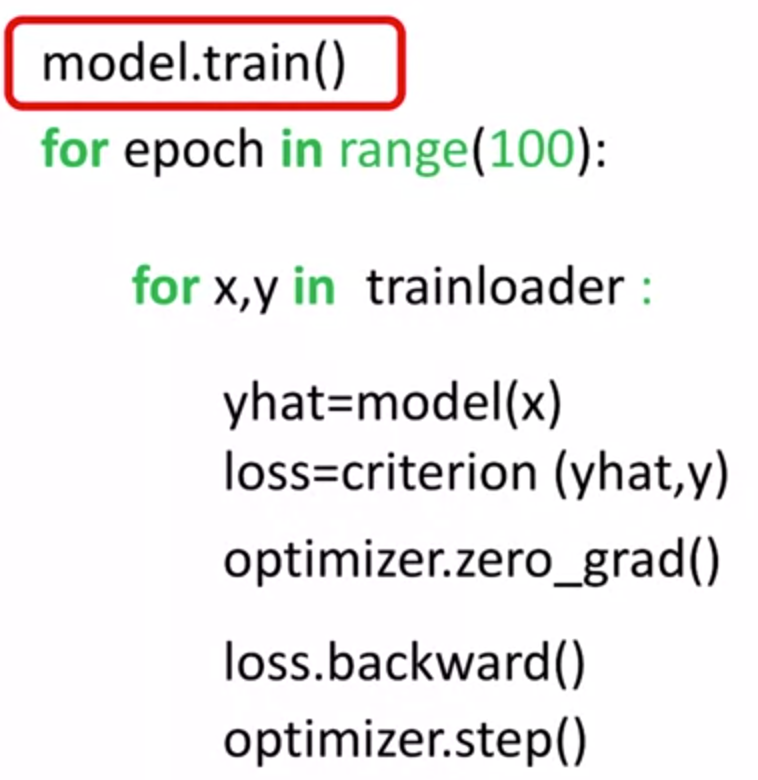 model.train()
for epoch in range(100):
for x,y in trainloader :
yhat=model(x)
loss=criterion (yhat,y)
optimizer.zero_grad()
loss.backward()
optimizer.step()